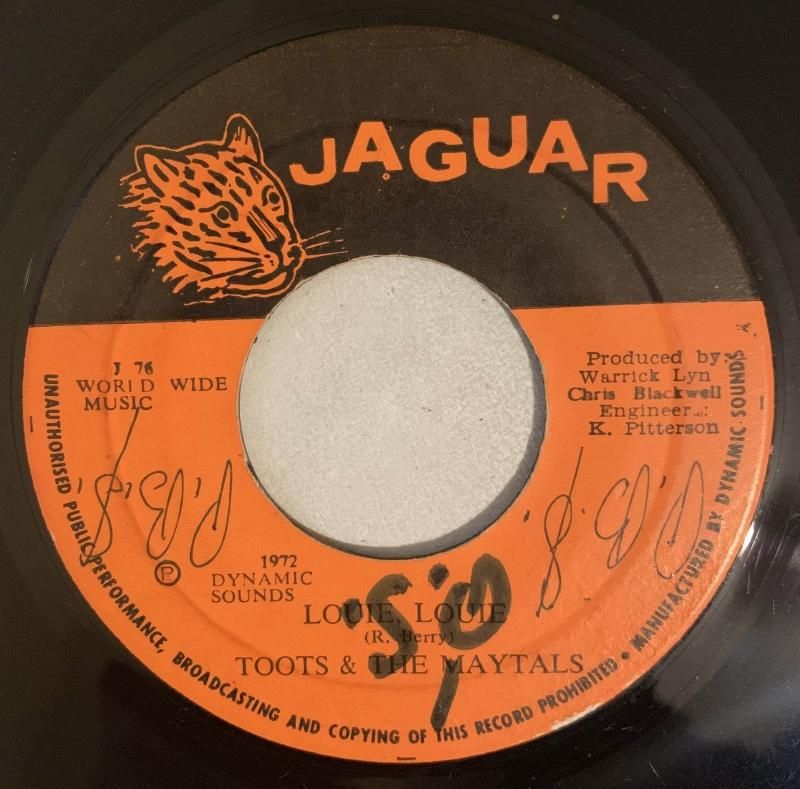 JAGUAR
J 76
WORLD WIDE
MUSIC
Produced by:
Warrick Lyn
Chris Blackwell
Engineer..:
K. Pitterson
P.B.S.
P.B.S.
℗
1972
DYNAMIC
SOUNDS
LOUIE, LOUIE
(R. Berry)
TOOTS & THE MAYTALS
UNAUTHORISED PUBLIC PERFORMANCE, BROADCASTING AND COPYING OF THIS RECORD PROHIBITED • MANUFACTURED BY DYNAMIC SOUNDS